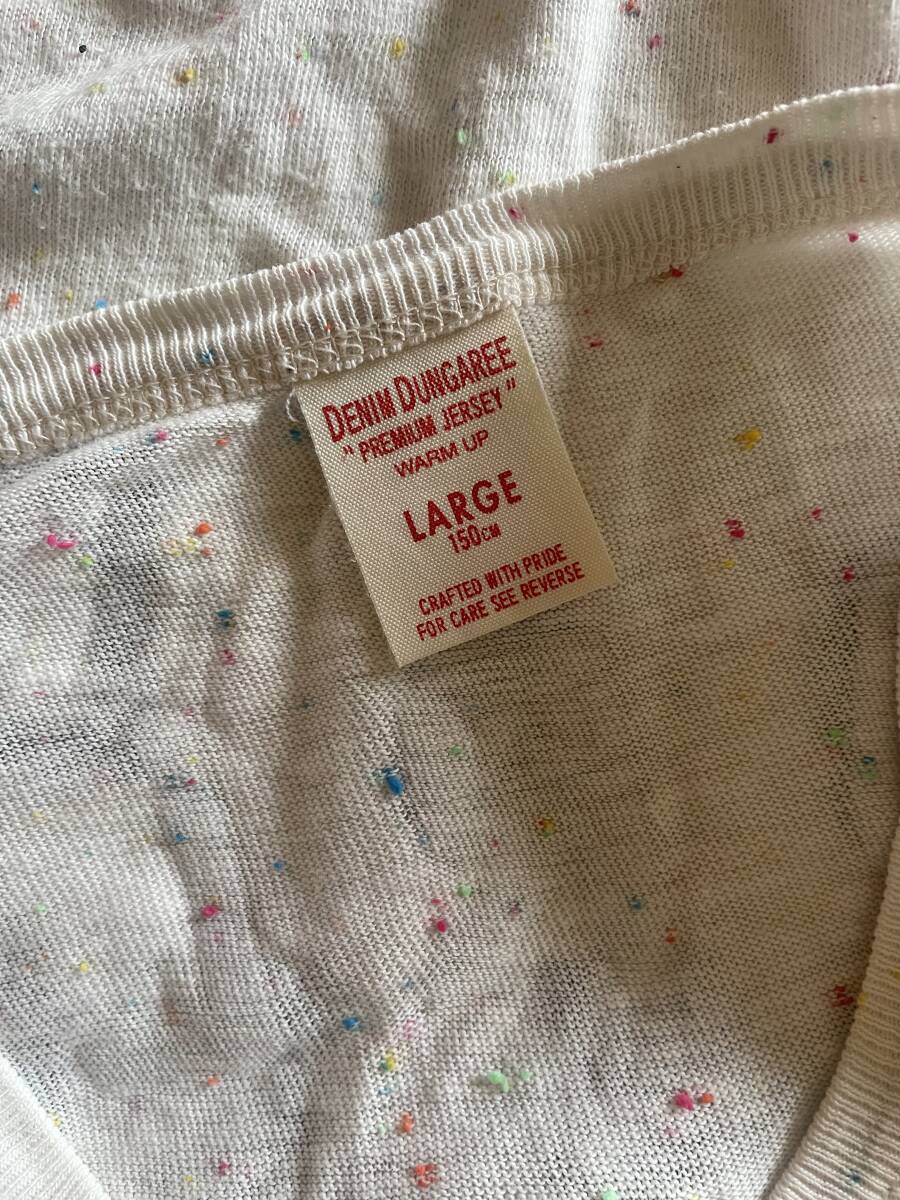 DENIM DUNGAREE
"PREMIUM JERSEY"
WARM UP
LARGE
150CM
CRAFTED WITH PRIDE
FOR CARE SEE REVERSE